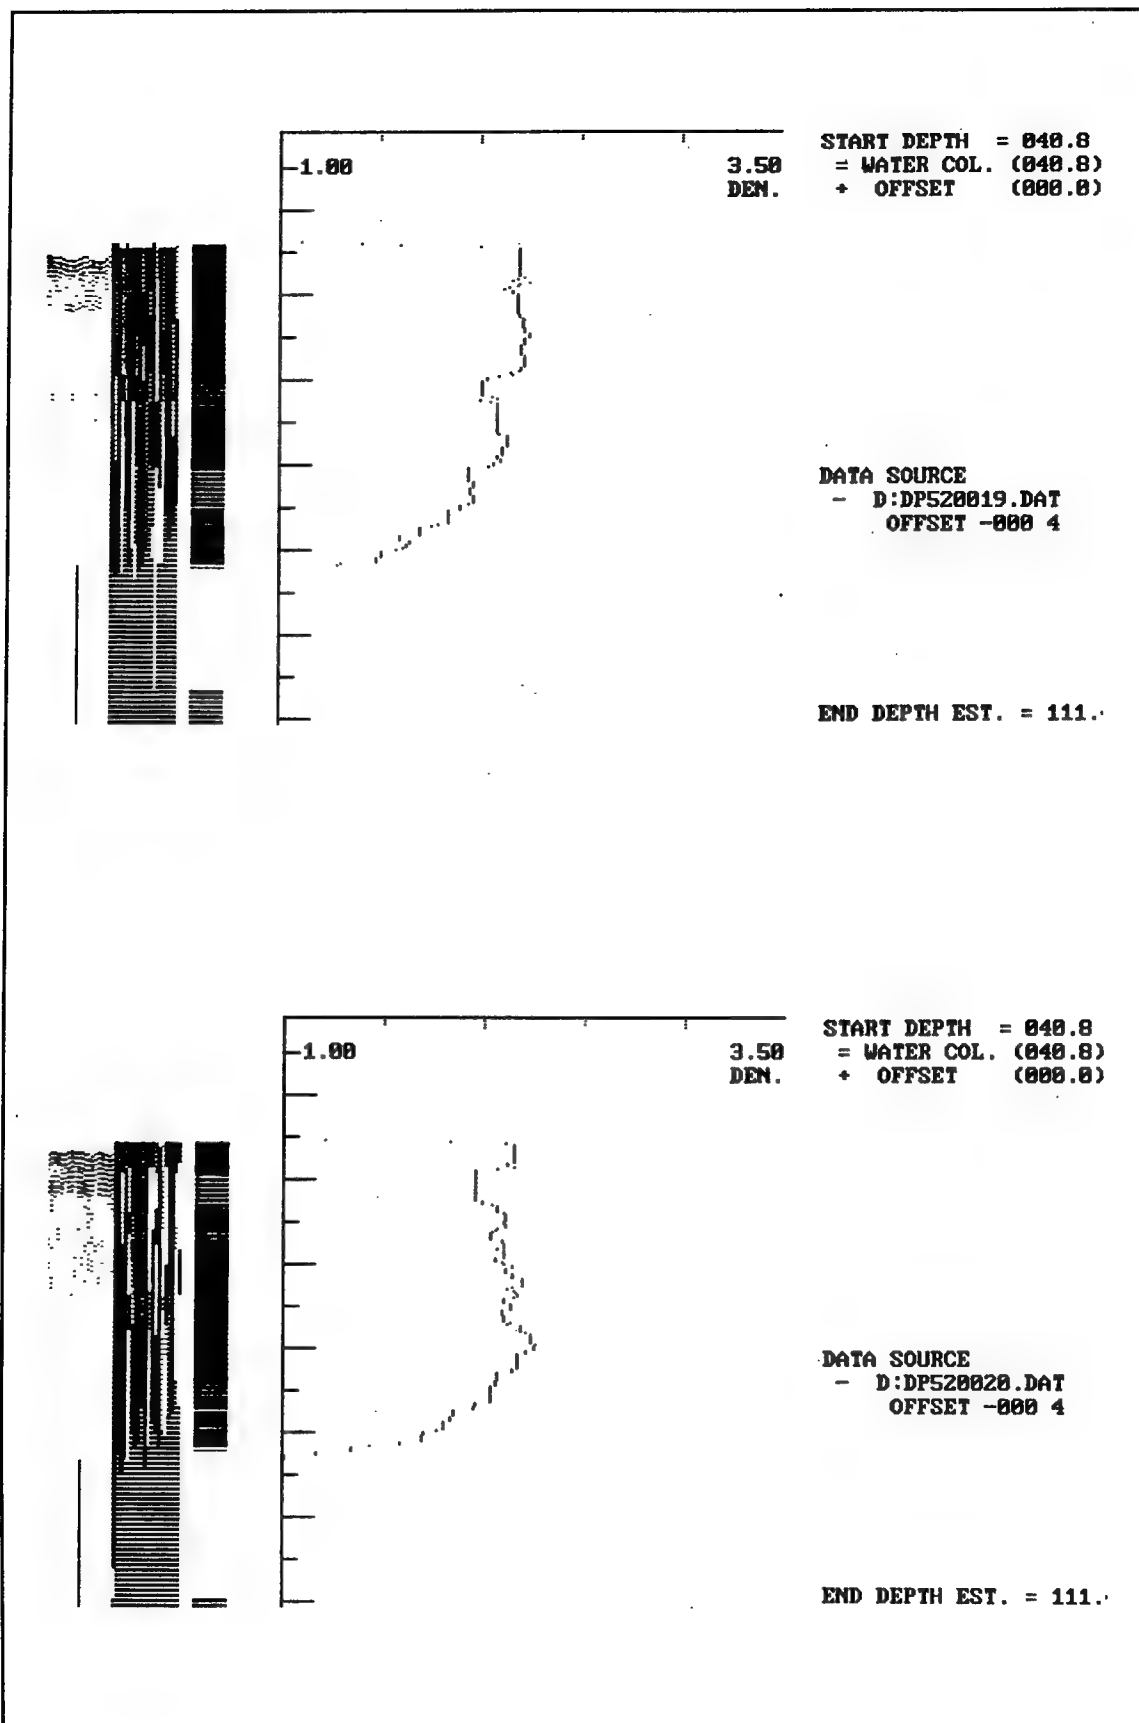 1.00
3.50
DEN.
START DEPTH = 040.8
= WATER COL. (040.8)
+ OFFSET (000.0)
DATA SOURCE
- D:DP520019.DAT
OFFSET -000 4
END DEPTH EST. = 111.
1.00
3.50
DEN.
START DEPTH = 040.8
= WATER COL. (040.8)
+ OFFSET (000.0)
DATA SOURCE
- D:DP520020.DAT
OFFSET -000 4
END DEPTH EST. = 111.